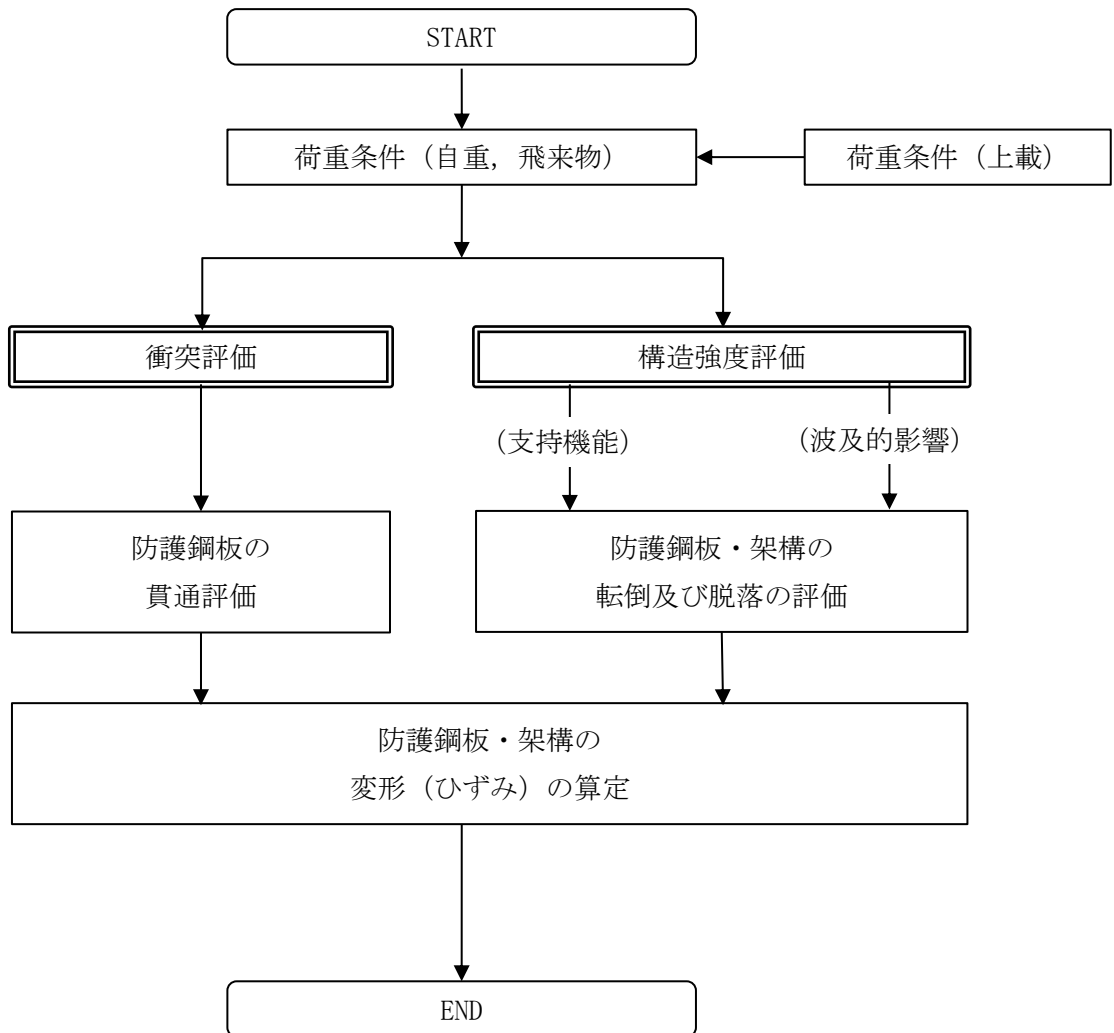 START
荷重条件（自重，飛来物）
荷重条件（上載）
衝突評価
構造強度評価
（支持機能）
（波及的影響）
防護鋼板の
貫通評価
防護鋼板・架構の
転倒及び脱落の評価
防護鋼板・架構の
変形（ひずみ）の算定
END